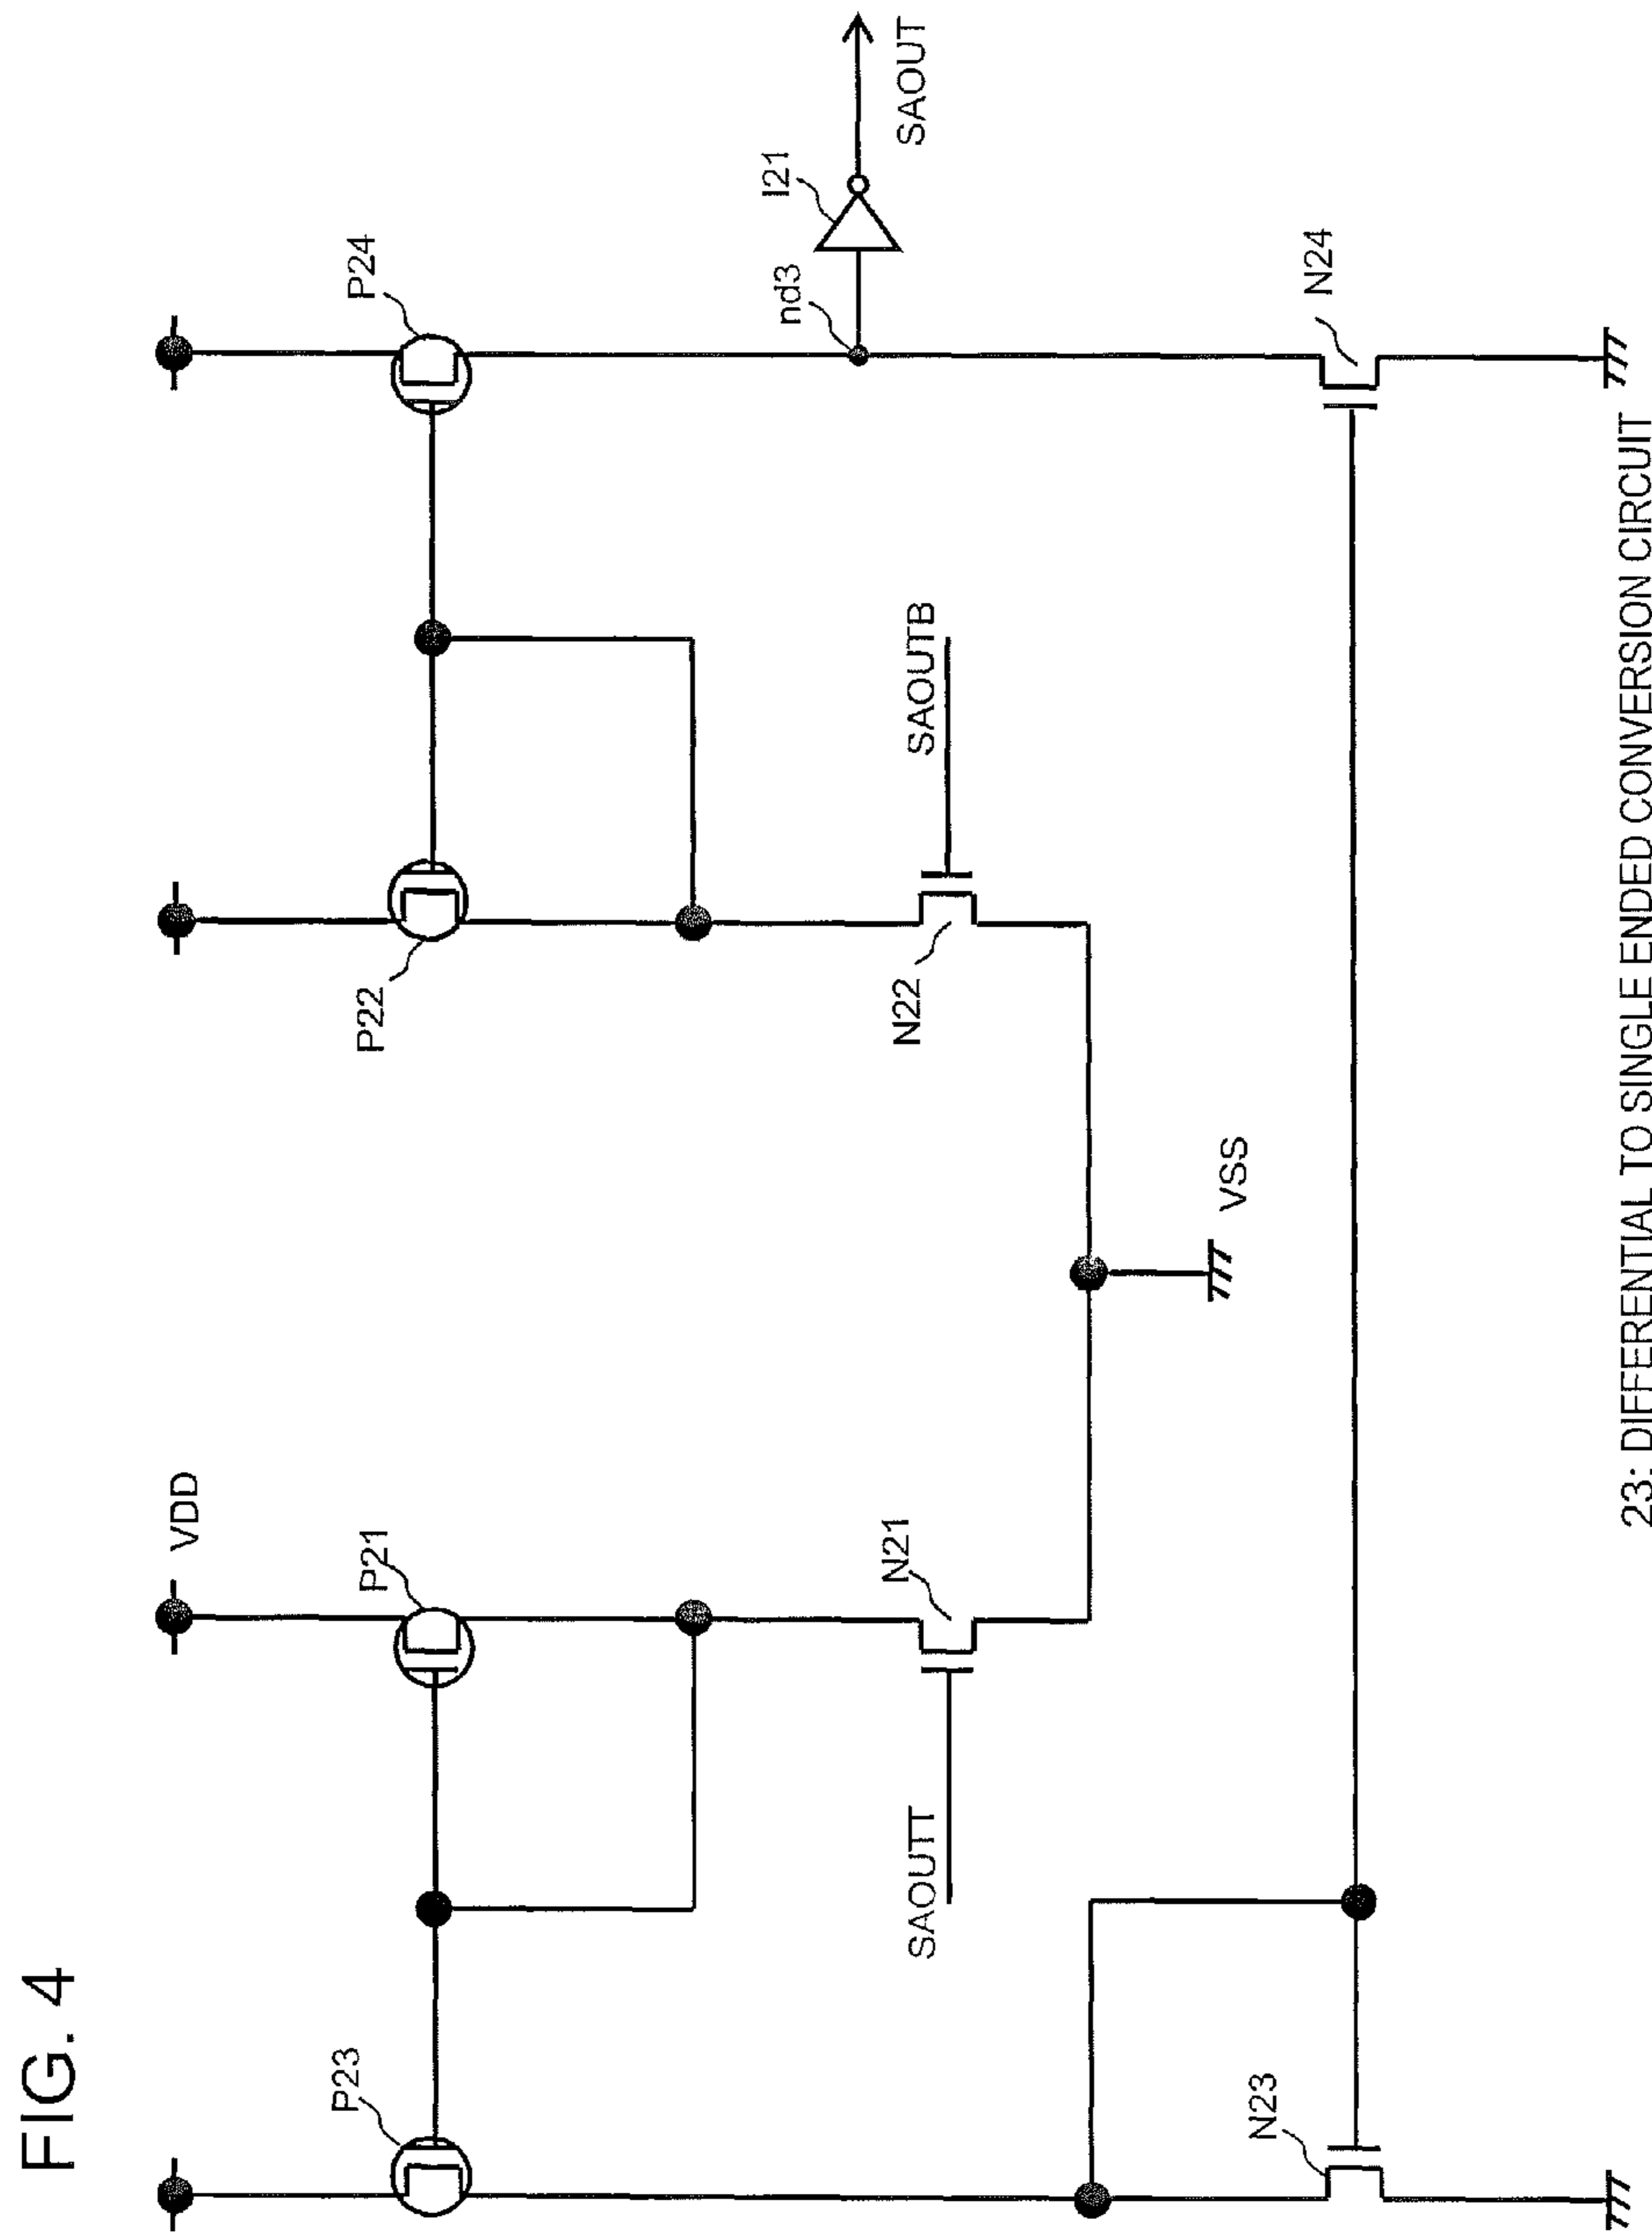 FIG. 4
VDD
P23
P21
P22
P24
SAOUTT
N21
N22
SAOUTB
nd3
I21
SAOUT
VSS
N23
N24
23: DIFFERENTIAL TO SINGLE ENDED CONVERSION CIRCUIT